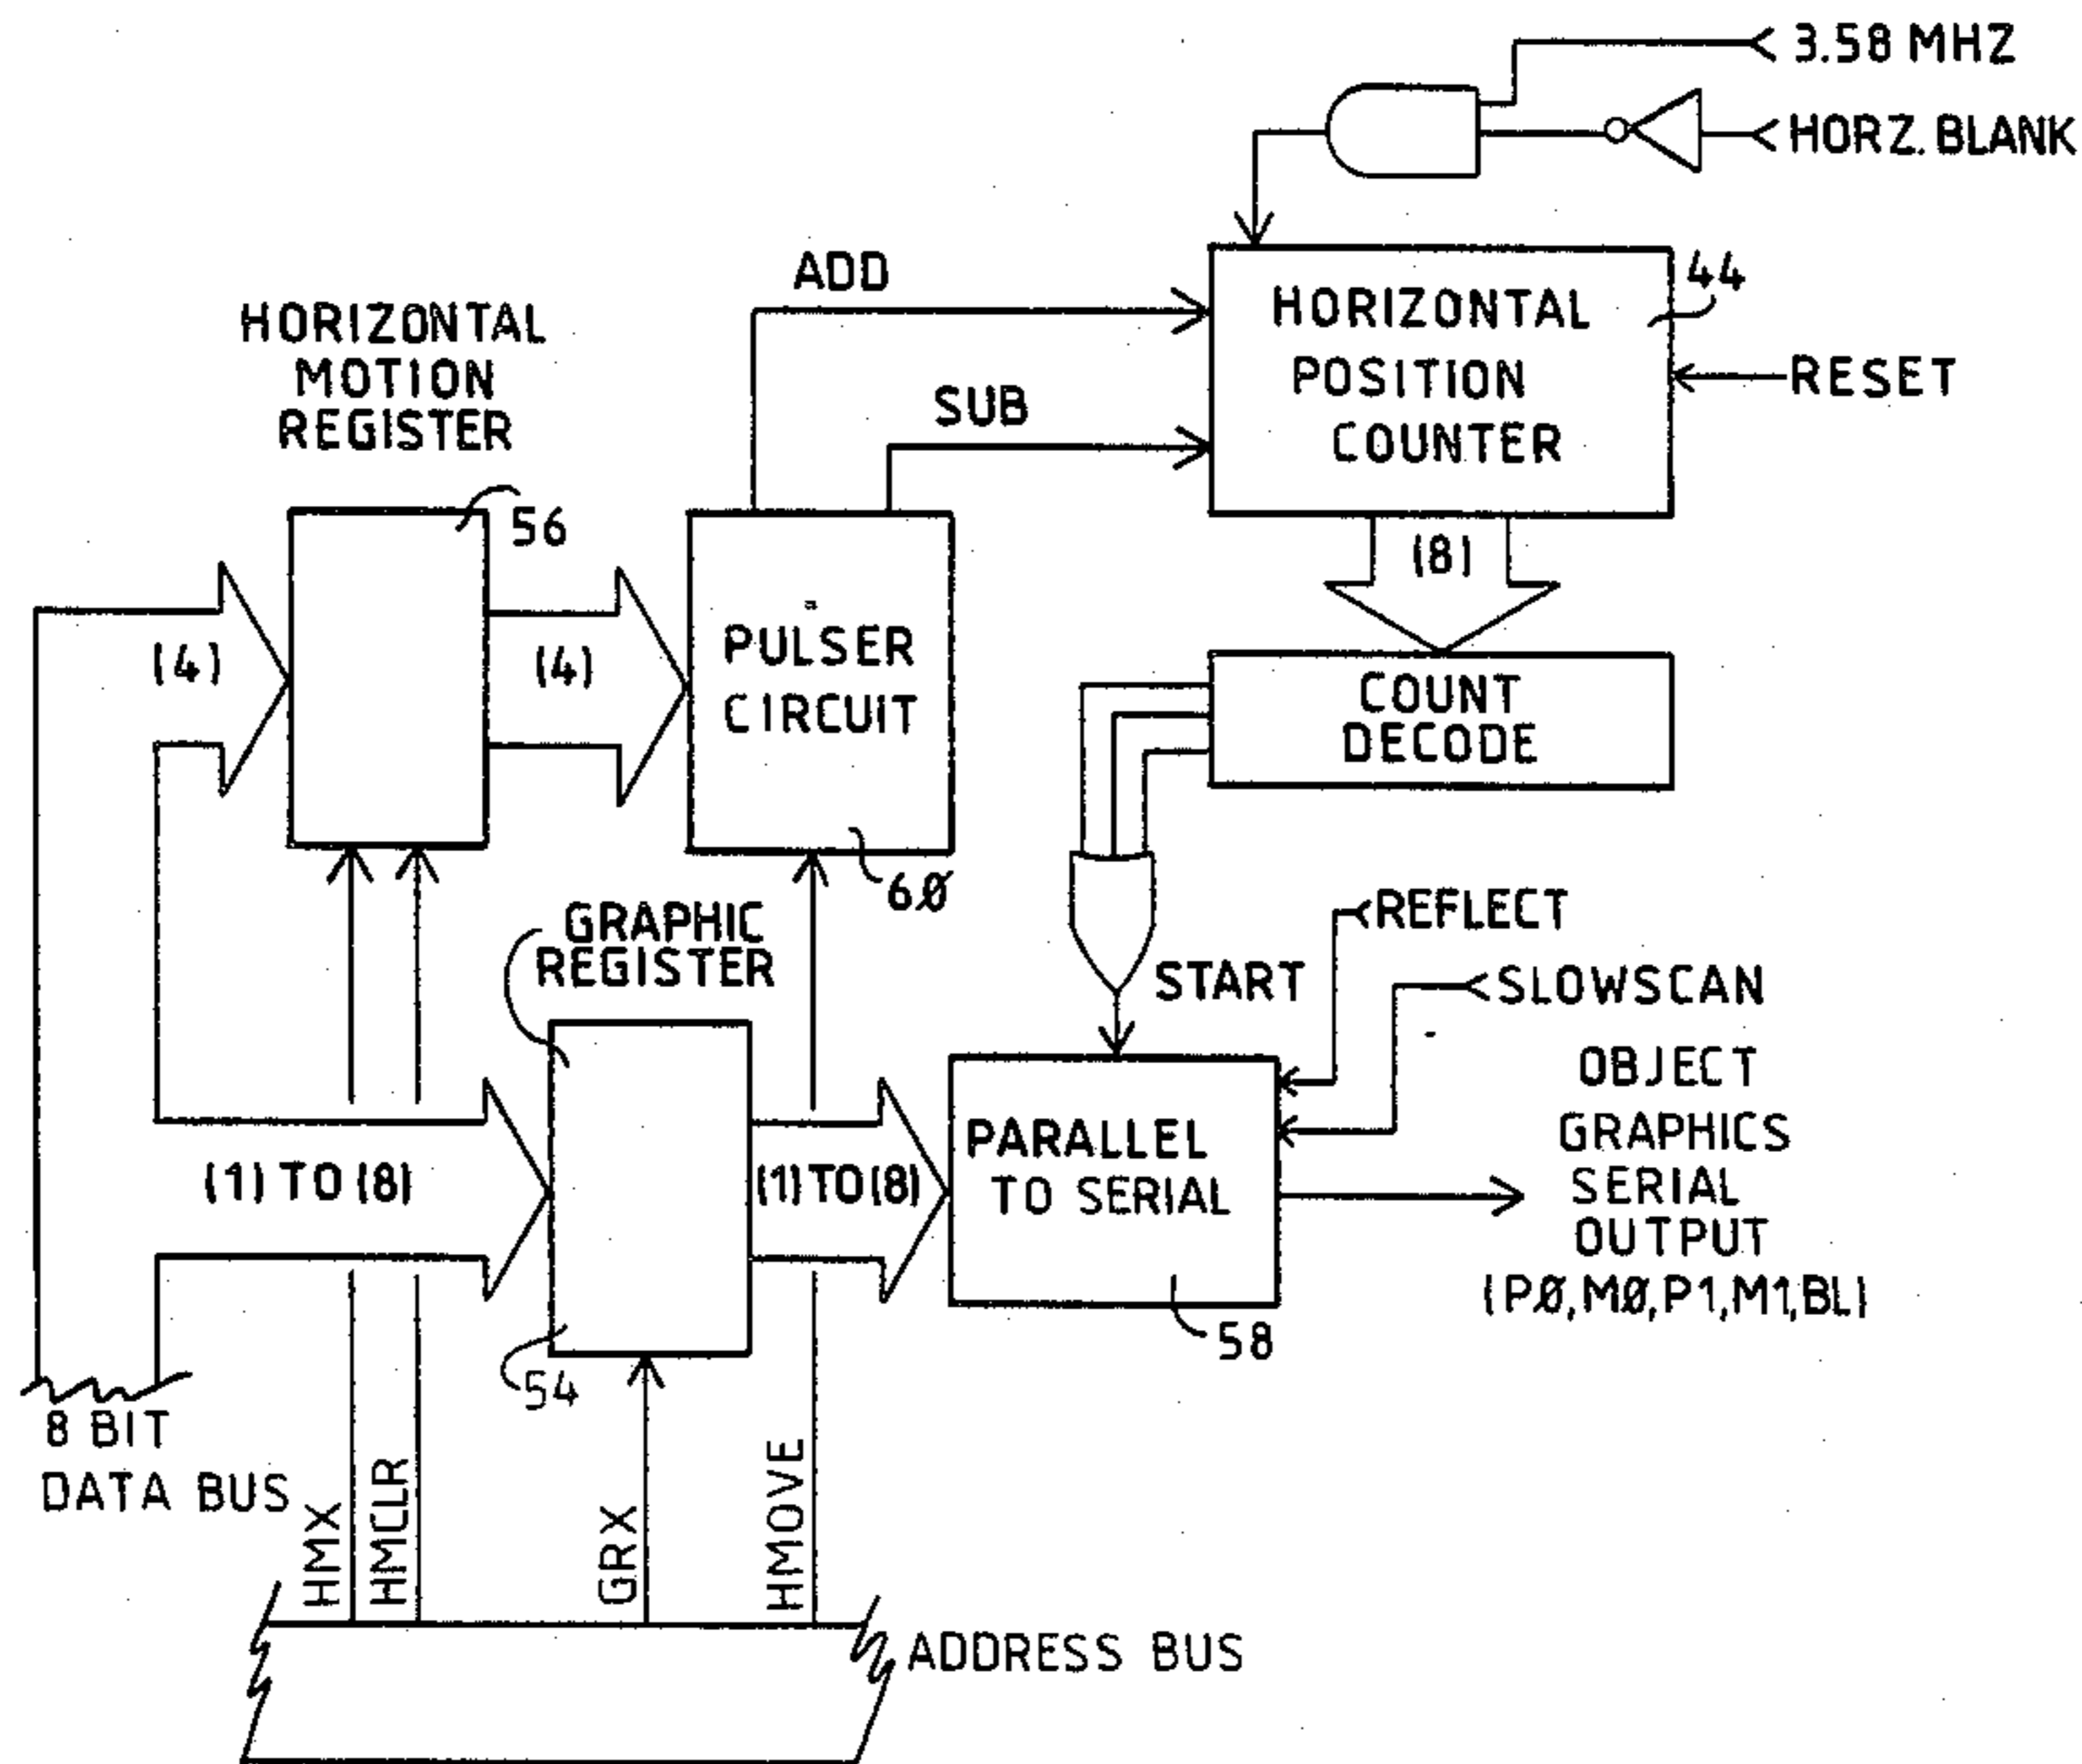 3.58 MHZ
HORZ. BLANK
ADD
44
HORIZONTAL
POSITION
COUNTER
RESET
HORIZONTAL
MOTION
REGISTER
SUB
56
(8)
(4)
(4)
PULSER
CIRCUIT
COUNT
DECODE
6Ø
GRAPHIC
REGISTER
REFLECT
START
SLOWSCAN
(1) TO (8)
(1) TO (8)
PARALLEL
TO SERIAL
OBJECT
GRAPHICS
SERIAL
OUTPUT
(PØ,MØ,P1,M1,BL)
58
54
8 BIT
DATA BUS
HMX
HMCLR
GRX
HMOVE
ADDRESS BUS